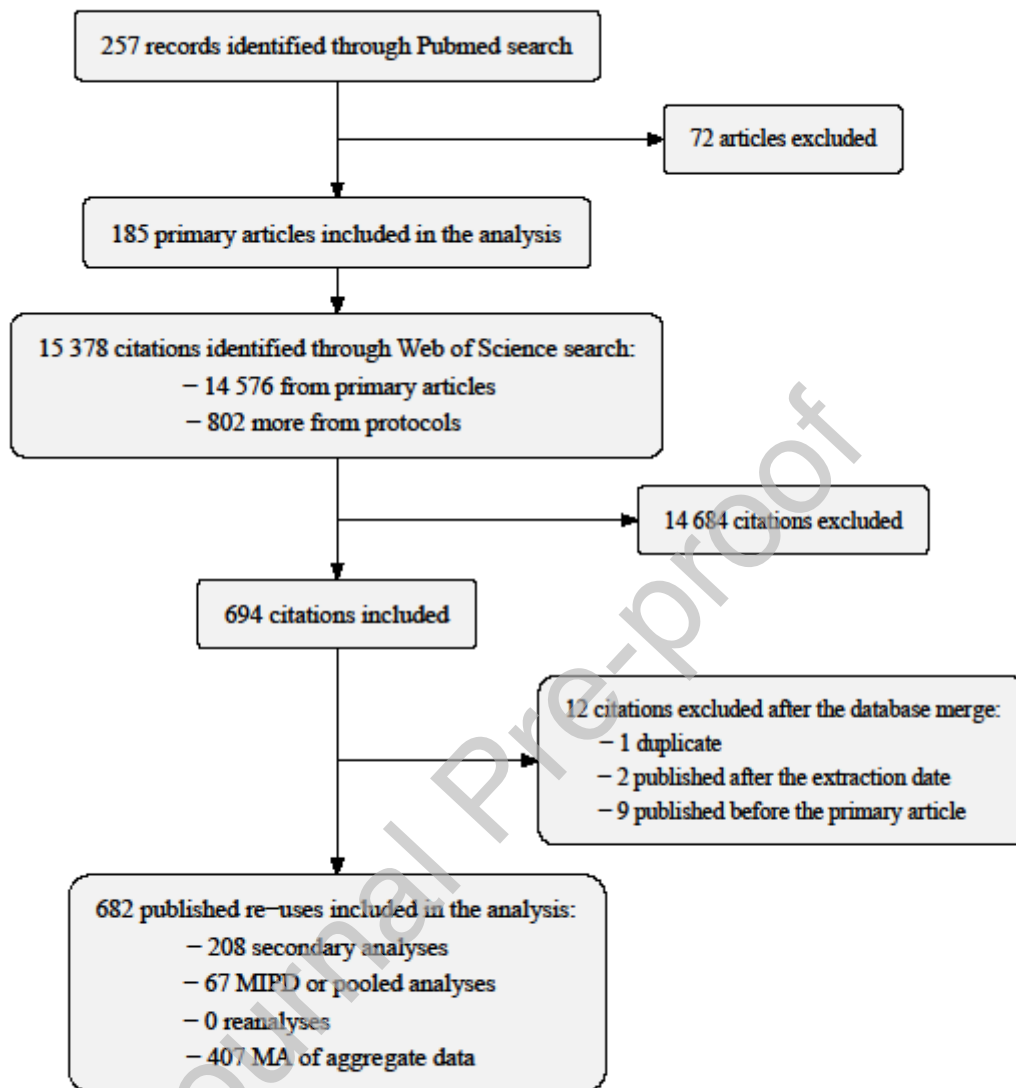 257 records identified through Pubmed search
72 articles excluded
185 primary articles included in the analysis
15 378 citations identified through Web of Science search:
− 14 576 from primary articles
− 802 more from protocols
14 684 citations excluded
694 citations included
12 citations excluded after the database merge:
− 1 duplicate
− 2 published after the extraction date
− 9 published before the primary article
682 published re−uses included in the analysis:
− 208 secondary analyses
− 67 MIPD or pooled analyses
− 0 reanalyses
− 407 MA of aggregate data
ournal Pre-proof